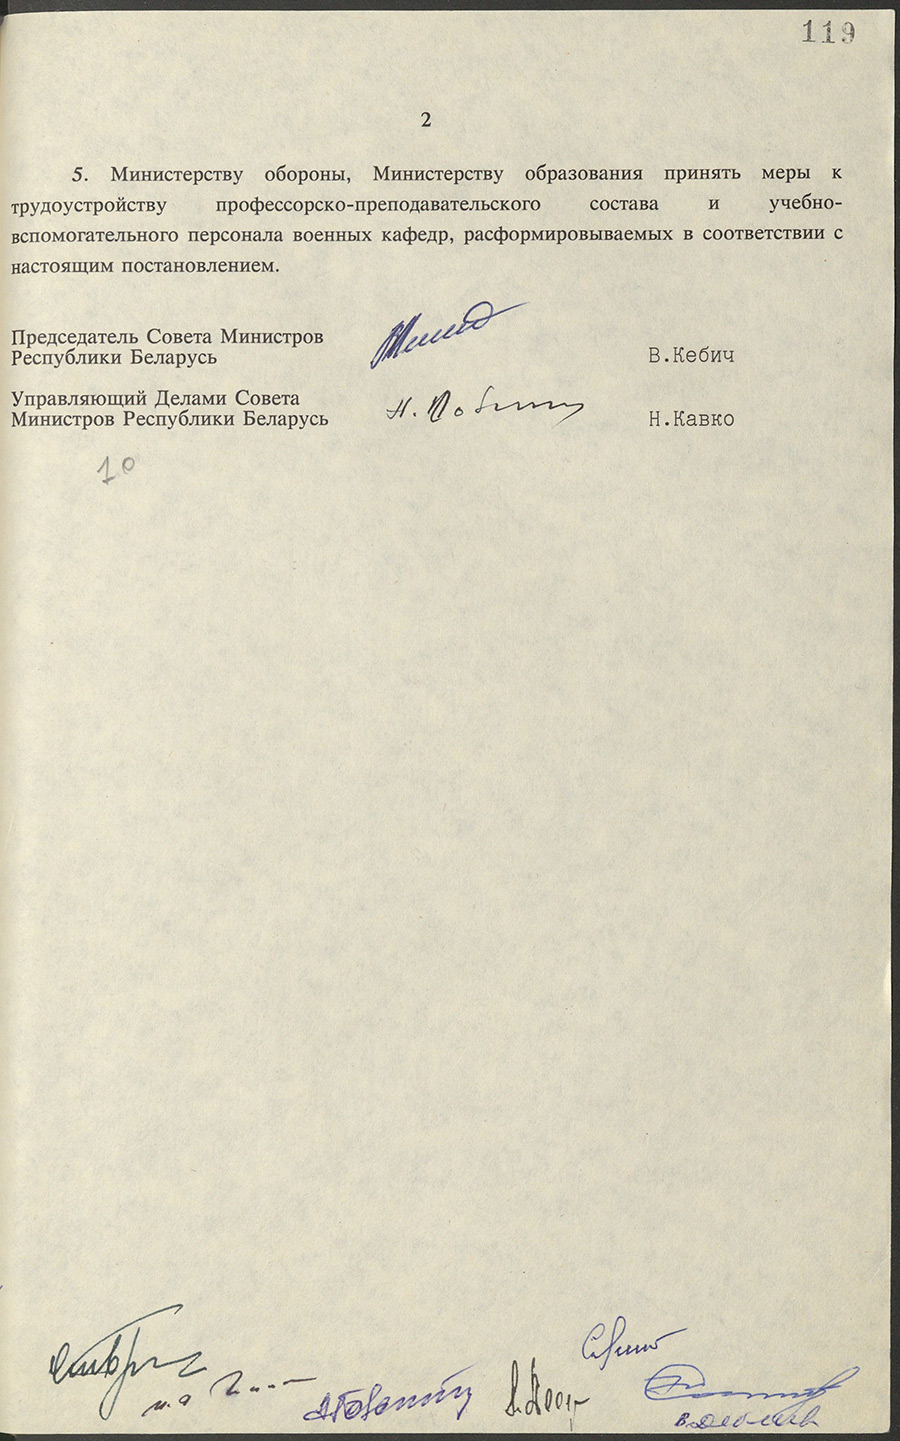 119
2
5. Министерству обороны, Министерству образования принять меры к
трудоустройству профессорско-преподавательского состава и учебно-
вспомогательного персонала военных кафедр, расформировываемых в соответствии с
настоящим постановлением.
Председатель Совета Министров
Республики Беларусь
В.Кебич
Управляющий Делами Совета
Министров Республики Беларусь
Н.Кавко
10